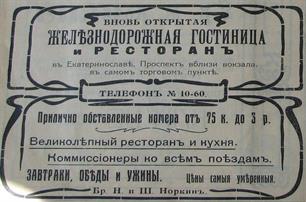 ВНОВЬ ОТКРЫТАЯ
ЖЕЛѢЗНОДОРОЖНАЯ ГОСТИНИЦА
и РЕСТОРАНЪ
въ Екатеринославѣ, Проспектъ вблизи вокзала,
въ самомъ торговомъ пунктѣ.
ТЕЛЕФОНЪ № 10-60.
Прилично обставленные номера отъ 75 к. до 3 р.
Великолѣпный ресторанъ и кухня.
Коммиссіонеры ко всѣмъ поѣздамъ.
ЗАВТРАКИ, ОБѢДЫ и УЖИНЫ. Цѣны самыя умѣренныя.
Бр. Н. и Ш. Норкины.